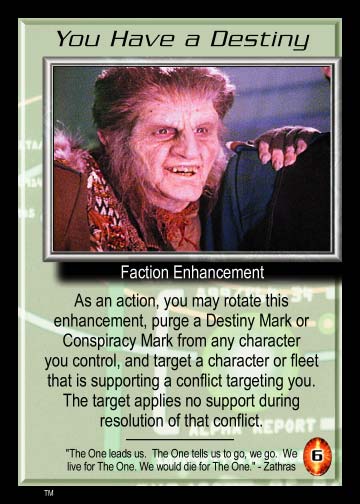 You Have a Destiny
Faction Enhancement
As an action, you may rotate this
enhancement, purge a Destiny Mark or
Conspiracy Mark from any character
you control, and target a character or fleet
that is supporting a conflict targeting you.
The target applies no support during
resolution of that conflict.
"The One leads us.  The One tells us to go, we go.  We
live for The One. We would die for The One." - Zathras
6
ALPHA REPORT
TM